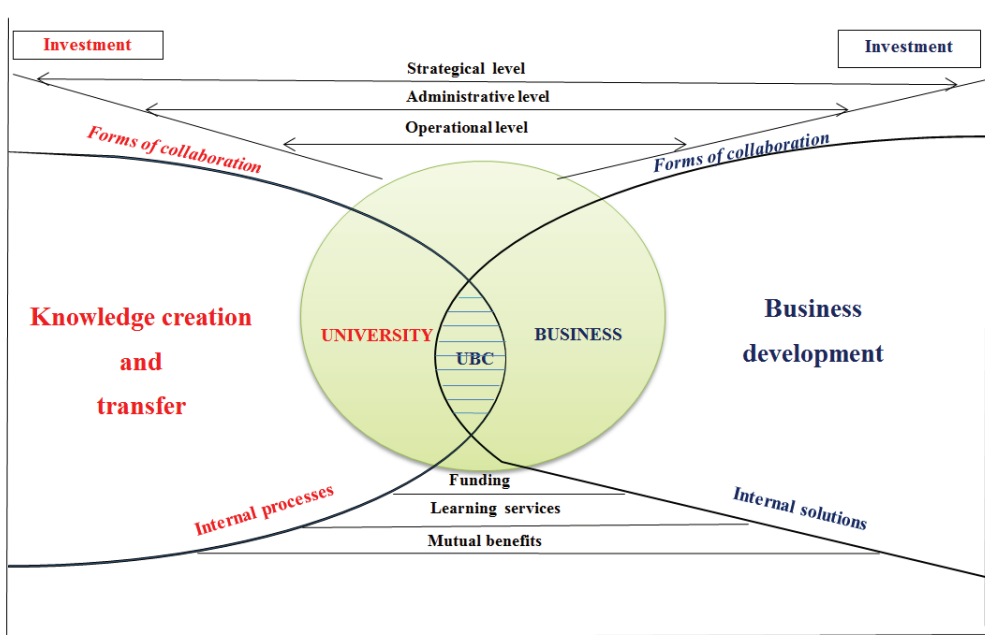 Investment
Investment
Strategical level
Administrative level
Operational level
Forms of collaboration
Forms of collaboration
Knowledge creation
and
transfer
UNIVERSITY
UBC
BUSINESS
Business
development
Funding
Learning services
Mutual benefits
Internal processes
Internal solutions